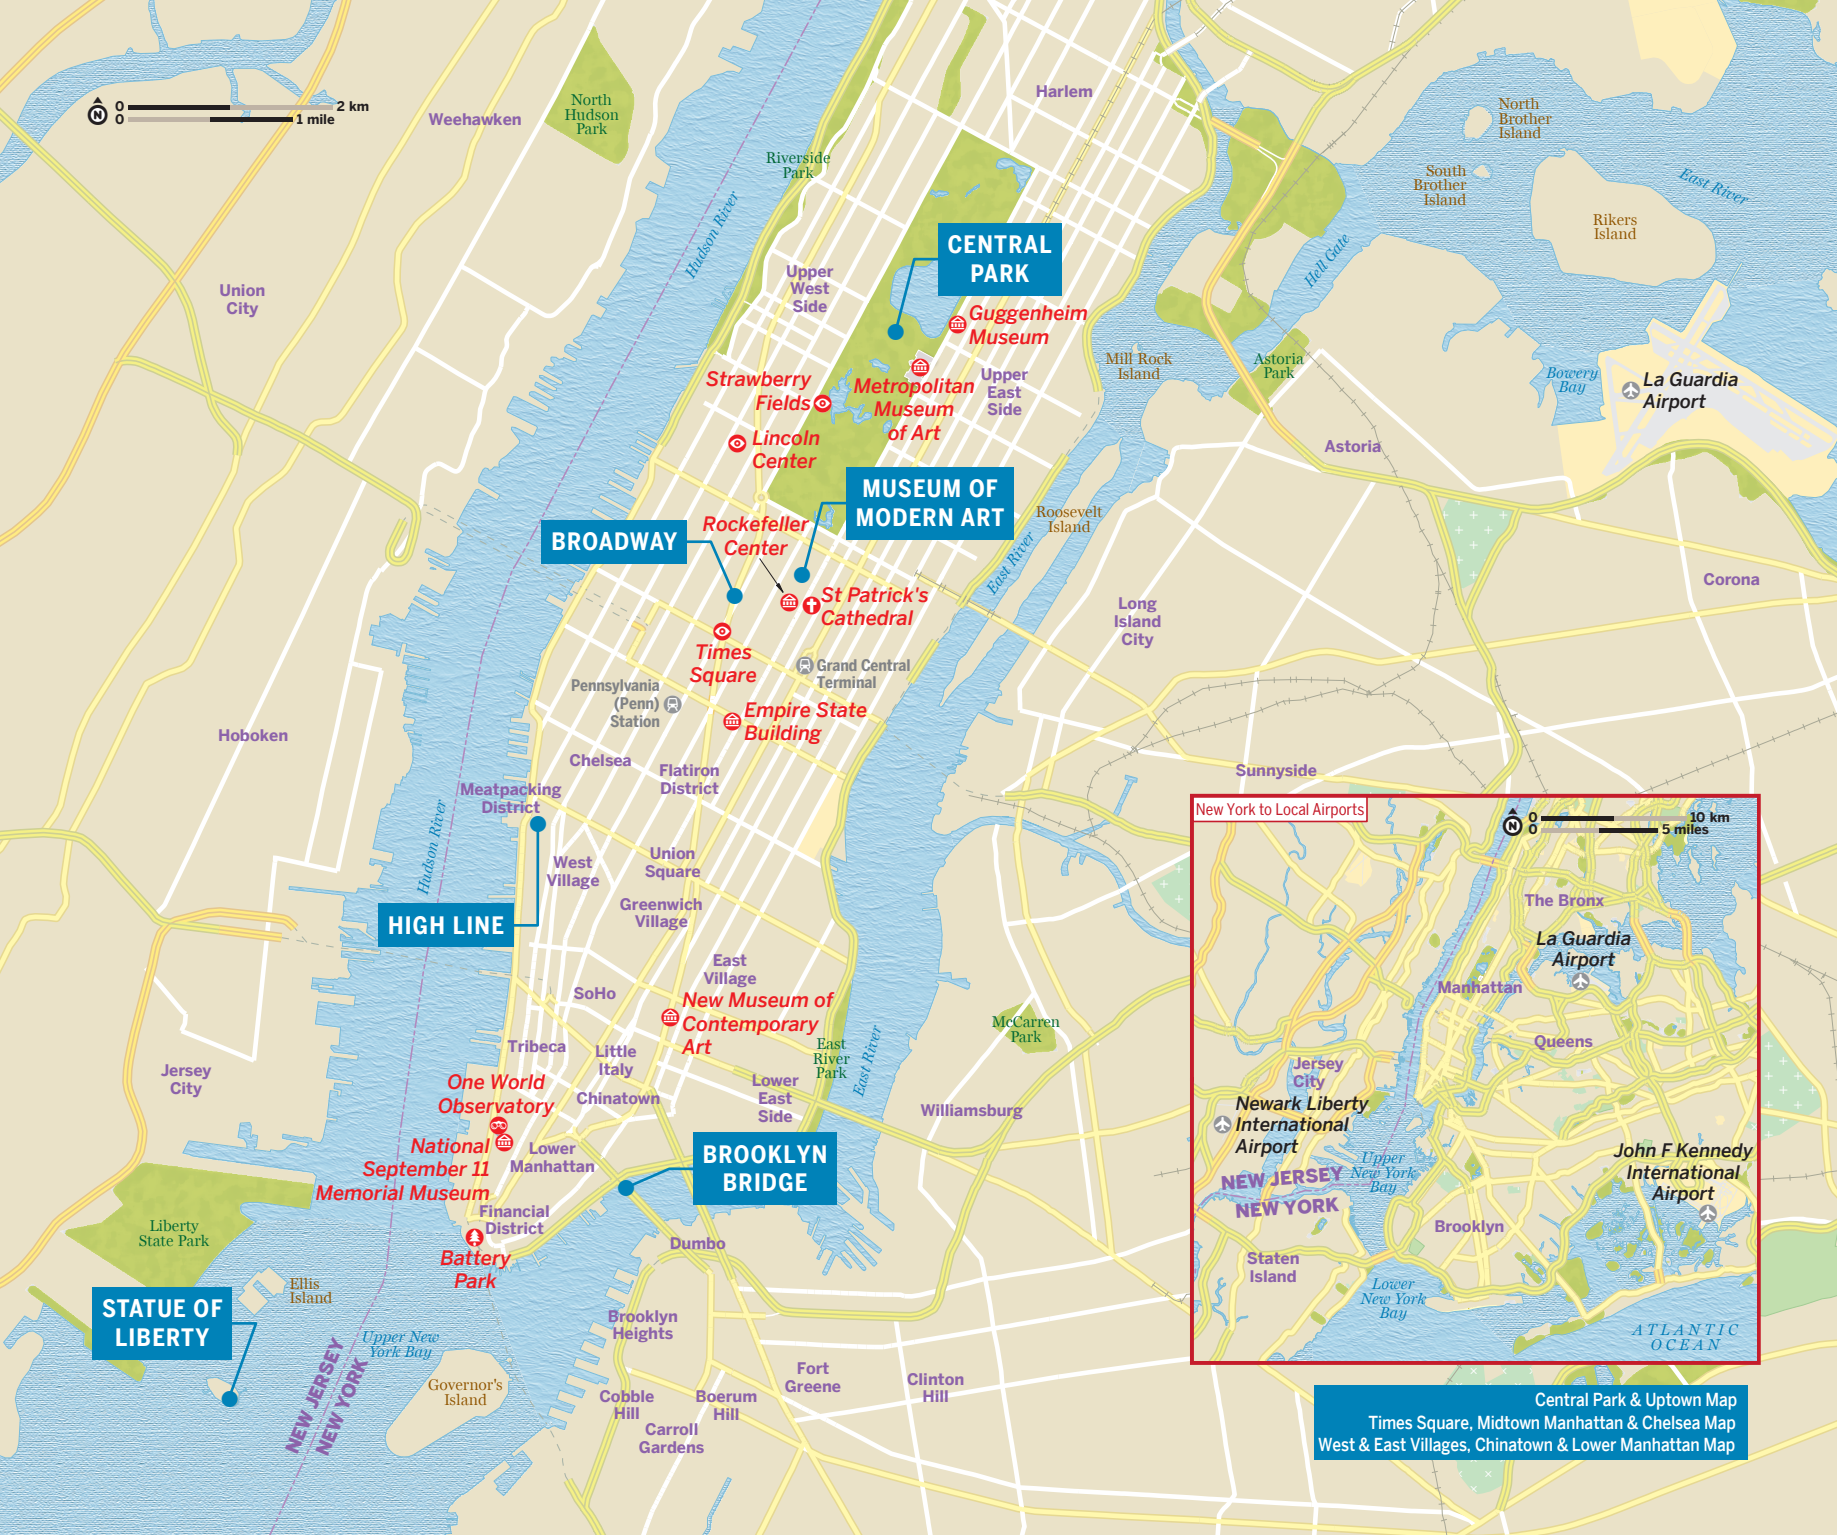 0
2 km
N
0
1 mile
Weehawken
North
Hudson
Park
Harlem
North
Brother
Island
Riverside
Park
South
Brother
Island
East River
Rikers
Island
Hudson River
Hell Gate
CENTRAL
PARK
Union
City
Upper
West
Side
Guggenheim
Museum
Mill Rock
Island
Astoria
Park
Bowery
Bay
La Guardia
Airport
Strawberry
Fields
Metropolitan
Museum
of Art
Upper
East
Side
Lincoln
Center
Astoria
MUSEUM OF
MODERN ART
Roosevelt
Island
Rockefeller
Center
BROADWAY
East River
Corona
St Patrick's
Cathedral
Long
Island
City
Times
Square
Grand Central
Terminal
Pennsylvania
(Penn)
Station
Empire State
Building
Hoboken
Chelsea
Flatiron
District
Sunnyside
Meatpacking
District
Hudson River
West
Village
Union
Square
Greenwich
Village
HIGH LINE
East
Village
SoHo
New Museum of
Contemporary
Art
McCarren
Park
Tribeca
Little
Italy
East
River
Park
East River
Jersey
City
One World
Observatory
Chinatown
Lower
East
Side
Williamsburg
National
September 11
Memorial Museum
Lower
Manhattan
BROOKLYN
BRIDGE
Financial
District
Liberty
State Park
Battery
Park
Dumbo
Ellis
Island
STATUE OF
LIBERTY
Upper New
York Bay
Brooklyn
Heights
NEW JERSEY
NEW YORK
Governor's
Island
Fort
Greene
Clinton
Hill
Cobble
Hill
Boerum
Hill
Carroll
Gardens
New York to Local Airports
0
10 km
N
0
5 miles
The Bronx
La Guardia
Airport
Manhattan
Queens
Jersey
City
Newark Liberty
International
Airport
John F Kennedy
International
Airport
Upper
New York
Bay
NEW JERSEY
NEW YORK
Brooklyn
Staten
Island
Lower
New York
Bay
ATLANTIC
OCEAN
Central Park & Uptown Map
Times Square, Midtown Manhattan & Chelsea Map
West & East Villages, Chinatown & Lower Manhattan Map